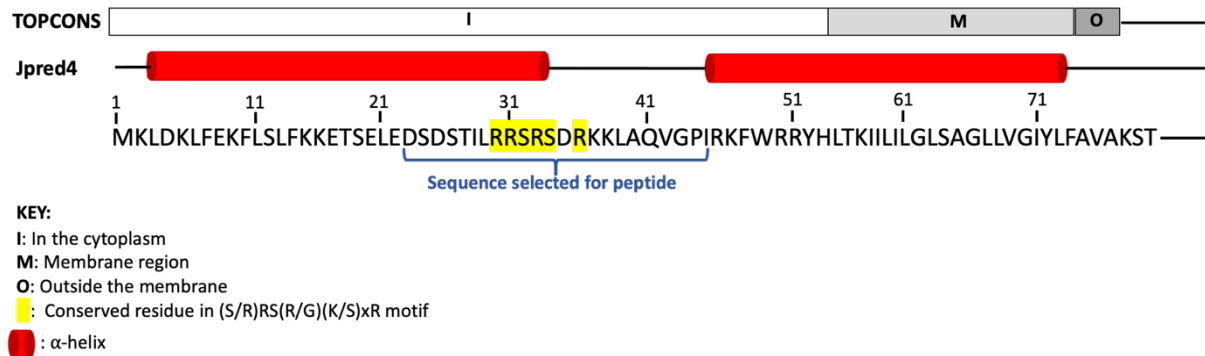 TOPCONS I M O
Jpred4
1 11 21 31 41 51 61 71
MKLDKLFEKFLSLFKKETSELEDSDSTILRRSRSDRKKLAQVGPIRKFWRRYHLTKIILILGLSAGLLVGIYLFAVAKST
Sequence selected for peptide
KEY:
I: In the cytoplasm
M: Membrane region
O: Outside the membrane
: Conserved residue in (S/R)RS(R/G)(K/S)xR motif
: α-helix